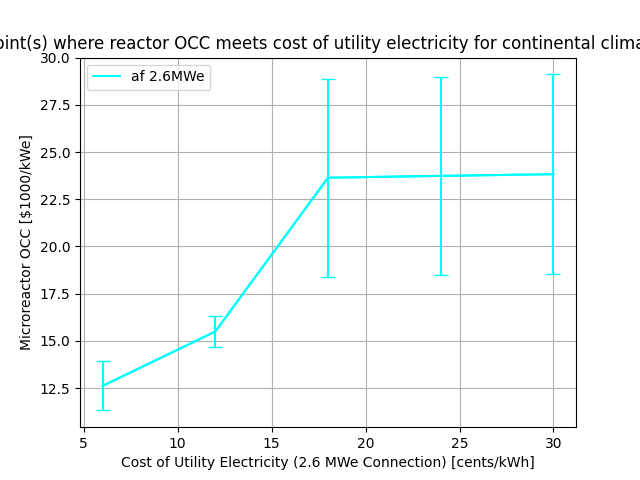 where reactor OCC meets cost of utility electricity for continental
af 2.6MWe
30.0
27.5
25.0
22.5
20.0
17.5
15.0
12.5
Microreactor OCC [$1000/kWe]
5 10 15 20 25 30
Cost of Utility Electricity (2.6 MWe Connection) [cents/kWh]